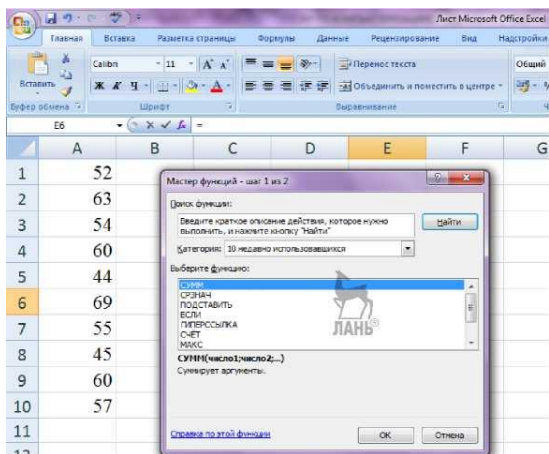 Лист Microsoft Office Excel
Главная Вставка Разметка страницы Формулы Данные Рецензирование Вид Надстройки
Вставить
Calibri 11
Ж К Ч
Перенос текста
Объединить и поместить в центре
Общий
Буфер обмена Шрифт Выравнивание
E6 fx =
A B C D E F G
1 52
2 63
3 54
4 60
5 44
6 69
7 55
8 45
9 60
10 57
11
12
Мастер функций - шаг 1 из 2
Поиск функции:
Введите краткое описание действия, которое нужно
выполнить, и нажмите кнопку "Найти"
Найти
Категория: 10 недавно использовавшихся
Выберите функцию:
СУММ
СРЗНАЧ
ПОДСТАВИТЬ
ЕСЛИ
ГИПЕРССЫЛКА
СЧЁТ
МАКС
СУММ(число1;число2;...)
Суммирует аргументы.
Справка по этой функции
ОК Отмена
ЛАНЬ®